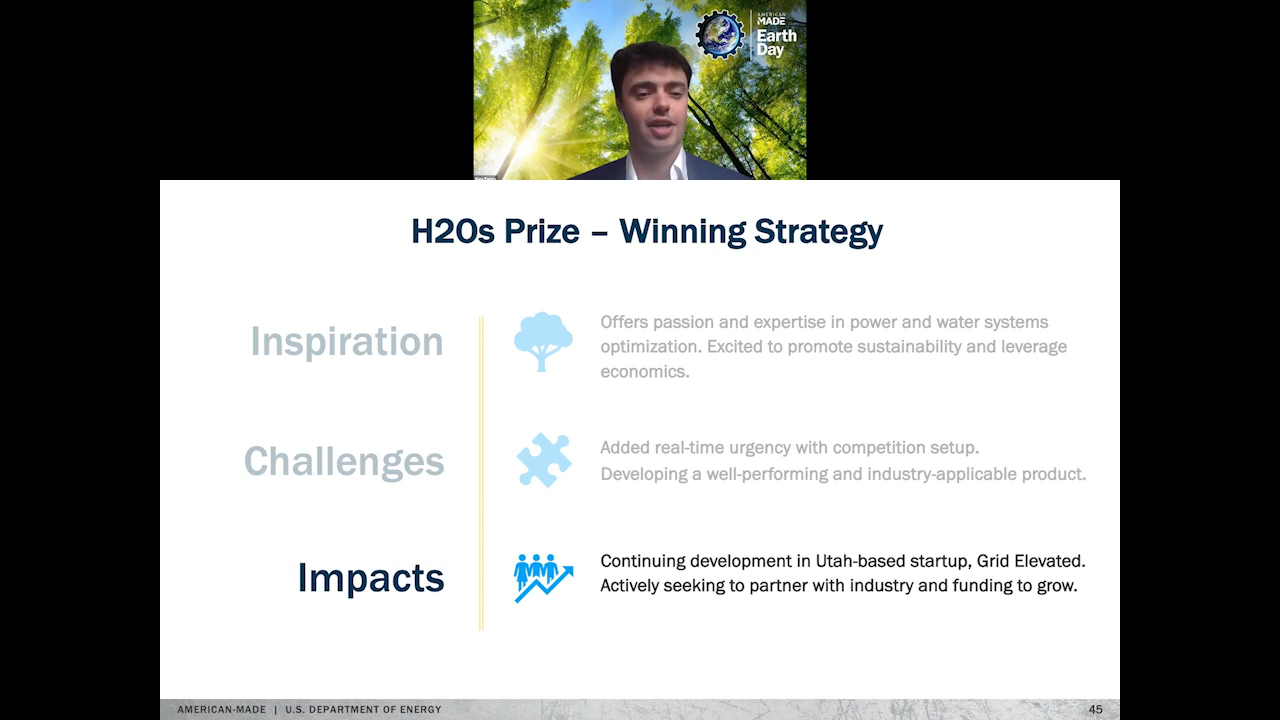 AMERICAN
MADE
Earth
Day
H2Os Prize – Winning Strategy
Inspiration
Offers passion and expertise in power and water systems
optimization. Excited to promote sustainability and leverage
economics.
Challenges
Added real-time urgency with competition setup.
Developing a well-performing and industry-applicable product.
Impacts
Continuing development in Utah-based startup, Grid Elevated.
Actively seeking to partner with industry and funding to grow.
AMERICAN-MADE | U.S. DEPARTMENT OF ENERGY
45